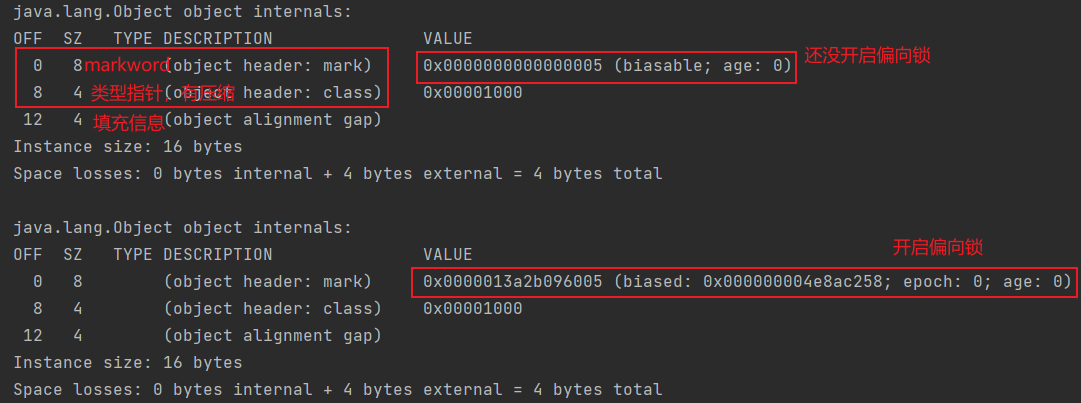 java.lang.Object object internals:
OFF SZ TYPE DESCRIPTION VALUE
0 8 markword (object header: mark) 0x0000000000000005 (biasable; age: 0) 还没开启偏向锁
8 4 类型指针,有压缩 (object header: class) 0x00001000
12 4 填充信息 (object alignment gap)
Instance size: 16 bytes
Space losses: 0 bytes internal + 4 bytes external = 4 bytes total
java.lang.Object object internals:
OFF SZ TYPE DESCRIPTION VALUE 开启偏向锁
0 8 (object header: mark) 0x0000013a2b096005 (biased: 0x000000004e8ac258; epoch: 0; age: 0)
8 4 (object header: class) 0x00001000
12 4 (object alignment gap)
Instance size: 16 bytes
Space losses: 0 bytes internal + 4 bytes external = 4 bytes total